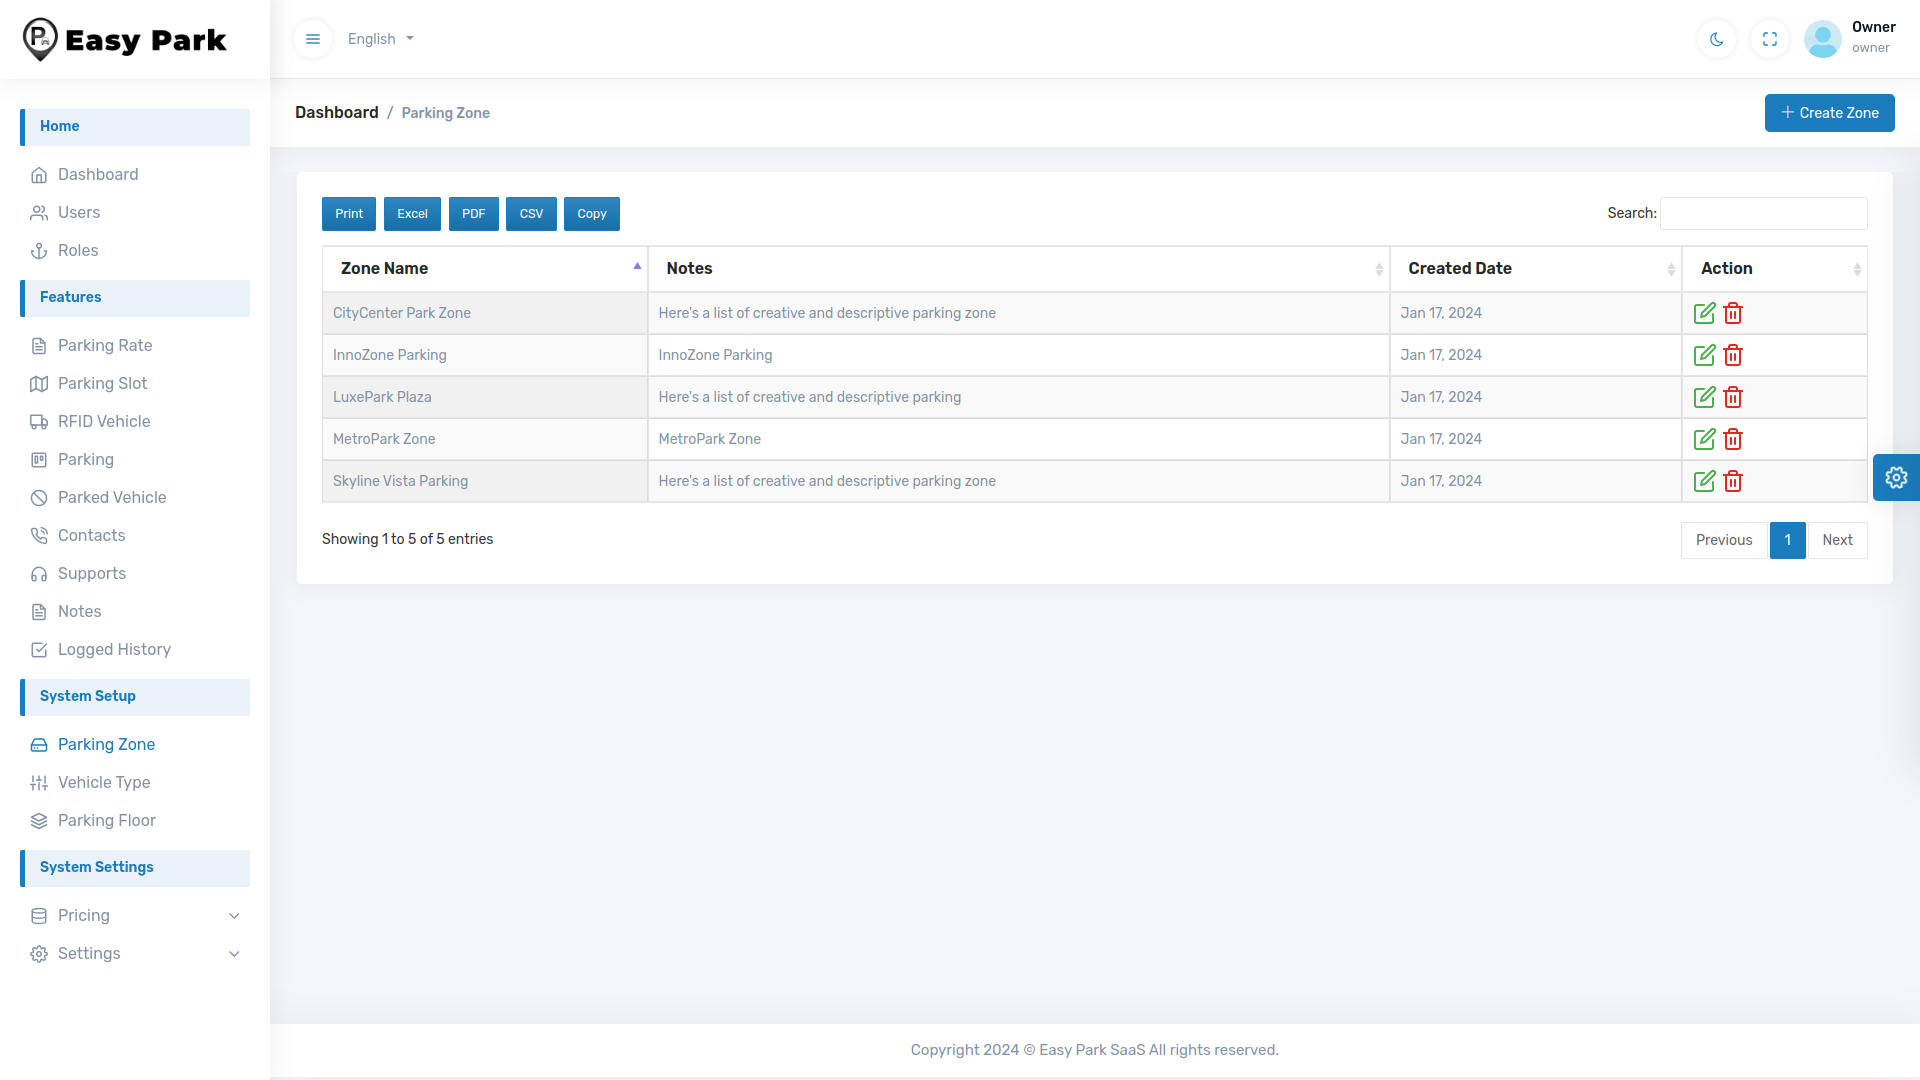 Easy Park
English
Owner
owner
Home
Dashboard
Users
Roles
Features
Parking Rate
Parking Slot
RFID Vehicle
Parking
Parked Vehicle
Contacts
Supports
Notes
Logged History
System Setup
Parking Zone
Vehicle Type
Parking Floor
System Settings
Pricing
Settings
Dashboard / Parking Zone
Create Zone
Print Excel PDF CSV Copy
Search:
Zone Name Notes Created Date Action
CityCenter Park Zone Here's a list of creative and descriptive parking zone Jan 17, 2024
InnoZone Parking InnoZone Parking Jan 17, 2024
LuxePark Plaza Here's a list of creative and descriptive parking Jan 17, 2024
MetroPark Zone MetroPark Zone Jan 17, 2024
Skyline Vista Parking Here's a list of creative and descriptive parking zone Jan 17, 2024
Showing 1 to 5 of 5 entries
Previous 1 Next
Copyright 2024 © Easy Park SaaS All rights reserved.